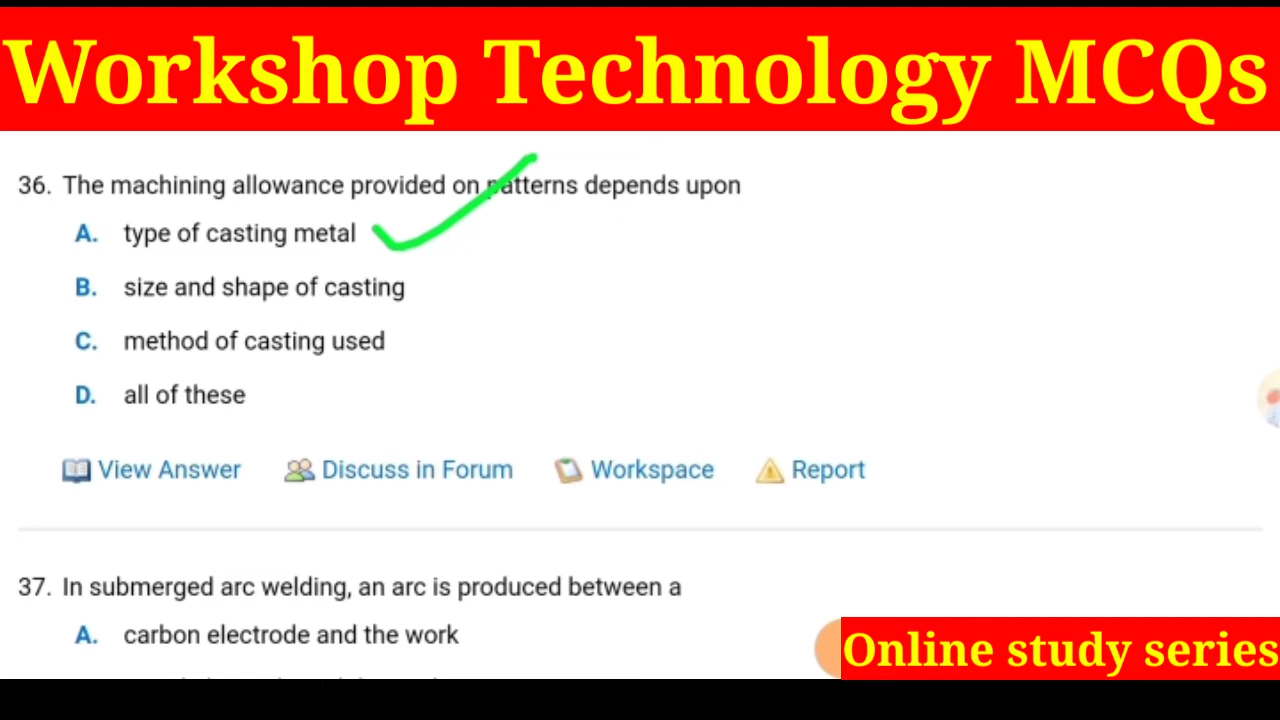 Workshop Technology MCQs
36. The machining allowance provided on patterns depends upon
A. type of casting metal
B. size and shape of casting
C. method of casting used
D. all of these
View Answer Discuss in Forum Workspace Report
37. In submerged arc welding, an arc is produced between a
A. carbon electrode and the work
Online study series